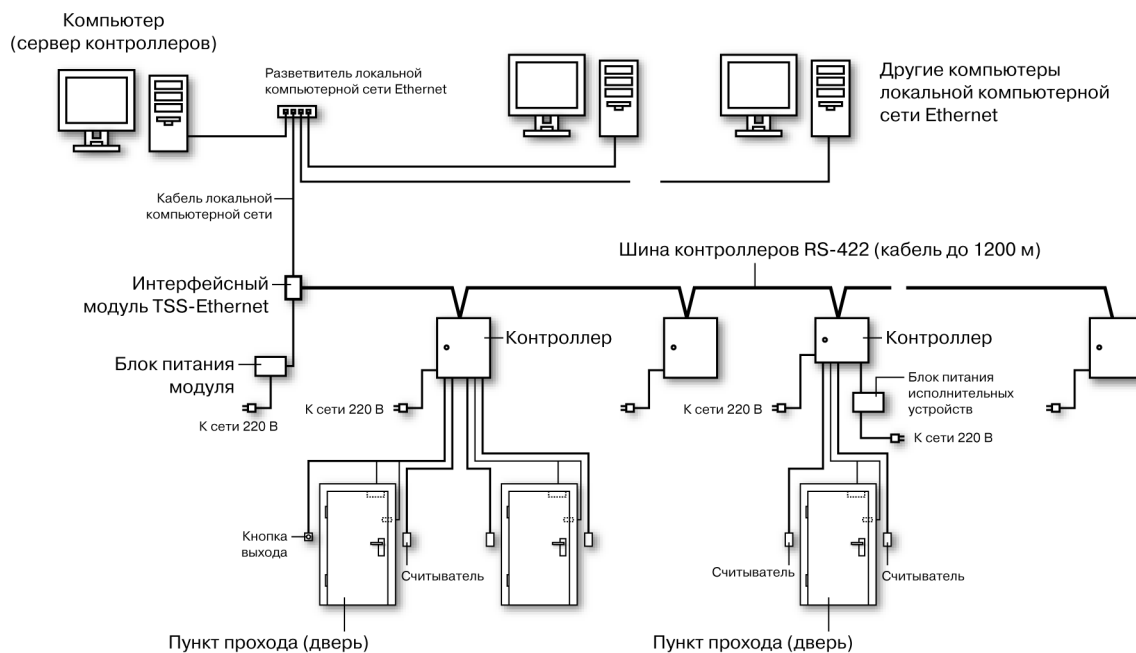 Компьютер
(сервер контроллеров)
Разветвитель локальной
компьютерной сети Ethernet
Другие компьютеры
локальной компьютерной
сети Ethernet
Кабель локальной
компьютерной сети
Шина контроллеров RS-422 (кабель до 1200 м)
Интерфейсный
модуль TSS-Ethernet
Контроллер
Контроллер
Блок питания
модуля
Блок питания
исполнительных
устройств
К сети 220 В
К сети 220 В
К сети 220 В
К сети 220 В
Кнопка
выхода
Считыватель
Считыватель
Считыватель
Пункт прохода (дверь)
Пункт прохода (дверь)